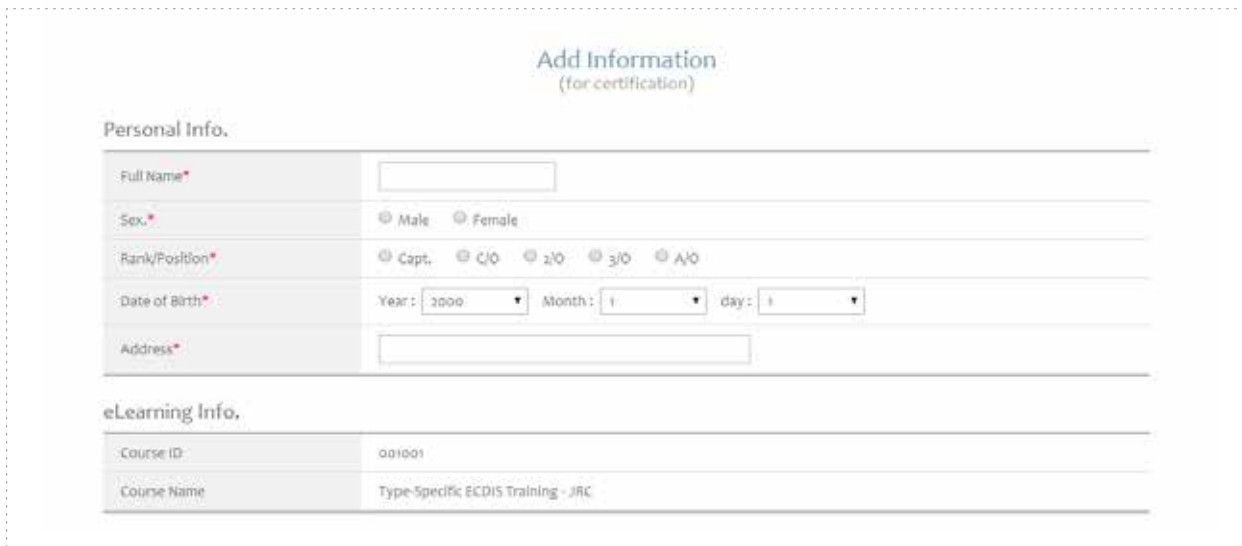 Add Information
(for certification)
Personal Info.
Full Name*
Sex.* Male Female
Rank/Position* Capt. C/O 2/O 3/O A/O
Date of Birth* Year : 2000 Month : 1 day : 1
Address*
eLearning Info.
Course ID 001001
Course Name Type-Specific ECDIS Training - JRC